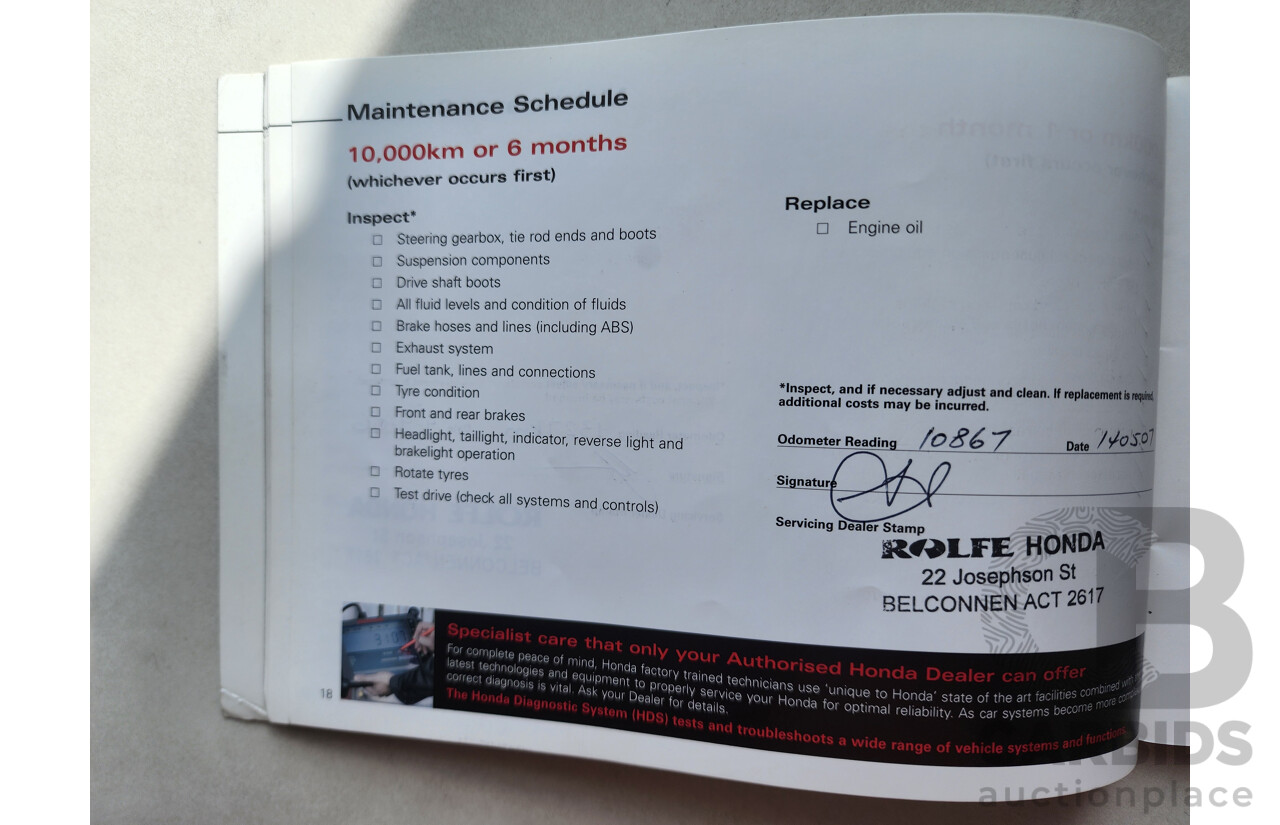 Maintenance Schedule
10,000km or 6 months
(whichever occurs first)
Inspect*
Steering gearbox, tie rod ends and boots
Suspension components
Drive shaft boots
All fluid levels and condition of fluids
Brake hoses and lines (including ABS)
Exhaust system
Fuel tank, lines and connections
Tyre condition
Front and rear brakes
Headlight, taillight, indicator, reverse light and
brakelight operation
Rotate tyres
Test drive (check all systems and controls)
Replace
Engine oil
*Inspect, and if necessary adjust and clean. If replacement is required,
additional costs may be incurred.
Odometer Reading 10867 Date 140507
Signature
Servicing Dealer Stamp
ROLFE HONDA
22 Josephson St
BELCONNEN ACT 2617
Specialist care that only your Authorised Honda Dealer can offer
For complete peace of mind, Honda factory trained technicians use 'unique to Honda' state of the art facilities combined with
latest technologies and equipment to properly service your Honda for optimal reliability. As car systems become more
correct diagnosis is vital. Ask your Dealer for details.
The Honda Diagnostic System (HDS) tests and troubleshoots a wide range of vehicle systems and functions.
18
BIDS
auctionplace